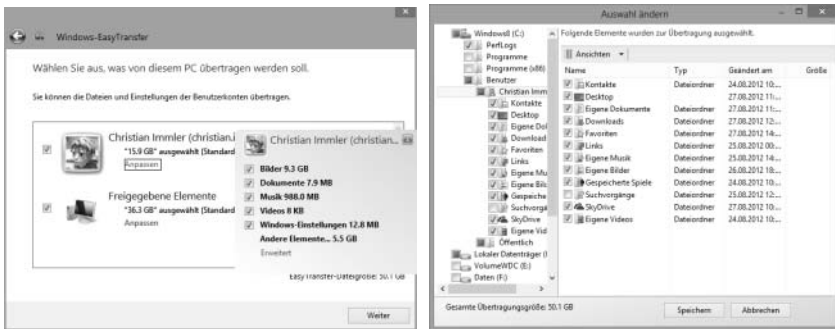 Windows-EasyTransfer
Wählen Sie aus, was von diesem PC übertragen werden soll.
Sie können die Dateien und Einstellungen der Benutzerkonten übertragen.
Christian Immler (christian.i
"15.9 GB" ausgewählt (Standard
Anpassen
Freigegebene Elemente
"36.3 GB" ausgewählt (Standard
Anpassen
Christian Immler (christian...
Bilder 9.3 GB
Dokumente 7.9 MB
Musik 988.0 MB
Videos 8 KB
Windows-Einstellungen 12.8 MB
Andere Elemente... 5.5 GB
Erweitert
EasyTransfer-Dateigröße: 50.1 GB
Weiter
Auswahl ändern
Windows8 (C:)
PerfLogs
Programme
Programme (x86)
Benutzer
Christian Imm
Kontakte
Desktop
Eigene Dol
Download
Favoriten
Links
Eigene Mu
Eigene Bilc
Gespeiche
Suchvorgä
SkyDrive
Eigene Vid
Öffentlich
Lokaler Datenträger (I
VolumeWDC (E:)
Daten (F:)
Folgende Elemente wurden zur Übertragung ausgewählt.
Ansichten
Name Typ Geändert am Größe
Kontakte Dateiordner 24.08.2012 10:...
Desktop 27.08.2012 11:...
Eigene Dokumente Dateiordner 27.08.2012 11:...
Downloads Dateiordner 27.08.2012 12:...
Favoriten Dateiordner 27.08.2012 14:...
Links Dateiordner 25.08.2012 00:...
Eigene Musik Dateiordner 25.08.2012 14:...
Eigene Bilder Dateiordner 26.08.2012 18:...
Gespeicherte Spiele Dateiordner 24.08.2012 10:...
Suchvorgänge Dateiordner 25.08.2012 12:...
SkyDrive Dateiordner 27.08.2012 10:...
Eigene Videos Dateiordner 24.08.2012 10:...
Gesamte Übertragungsgröße: 50.1 GB
Speichern
Abbrechen